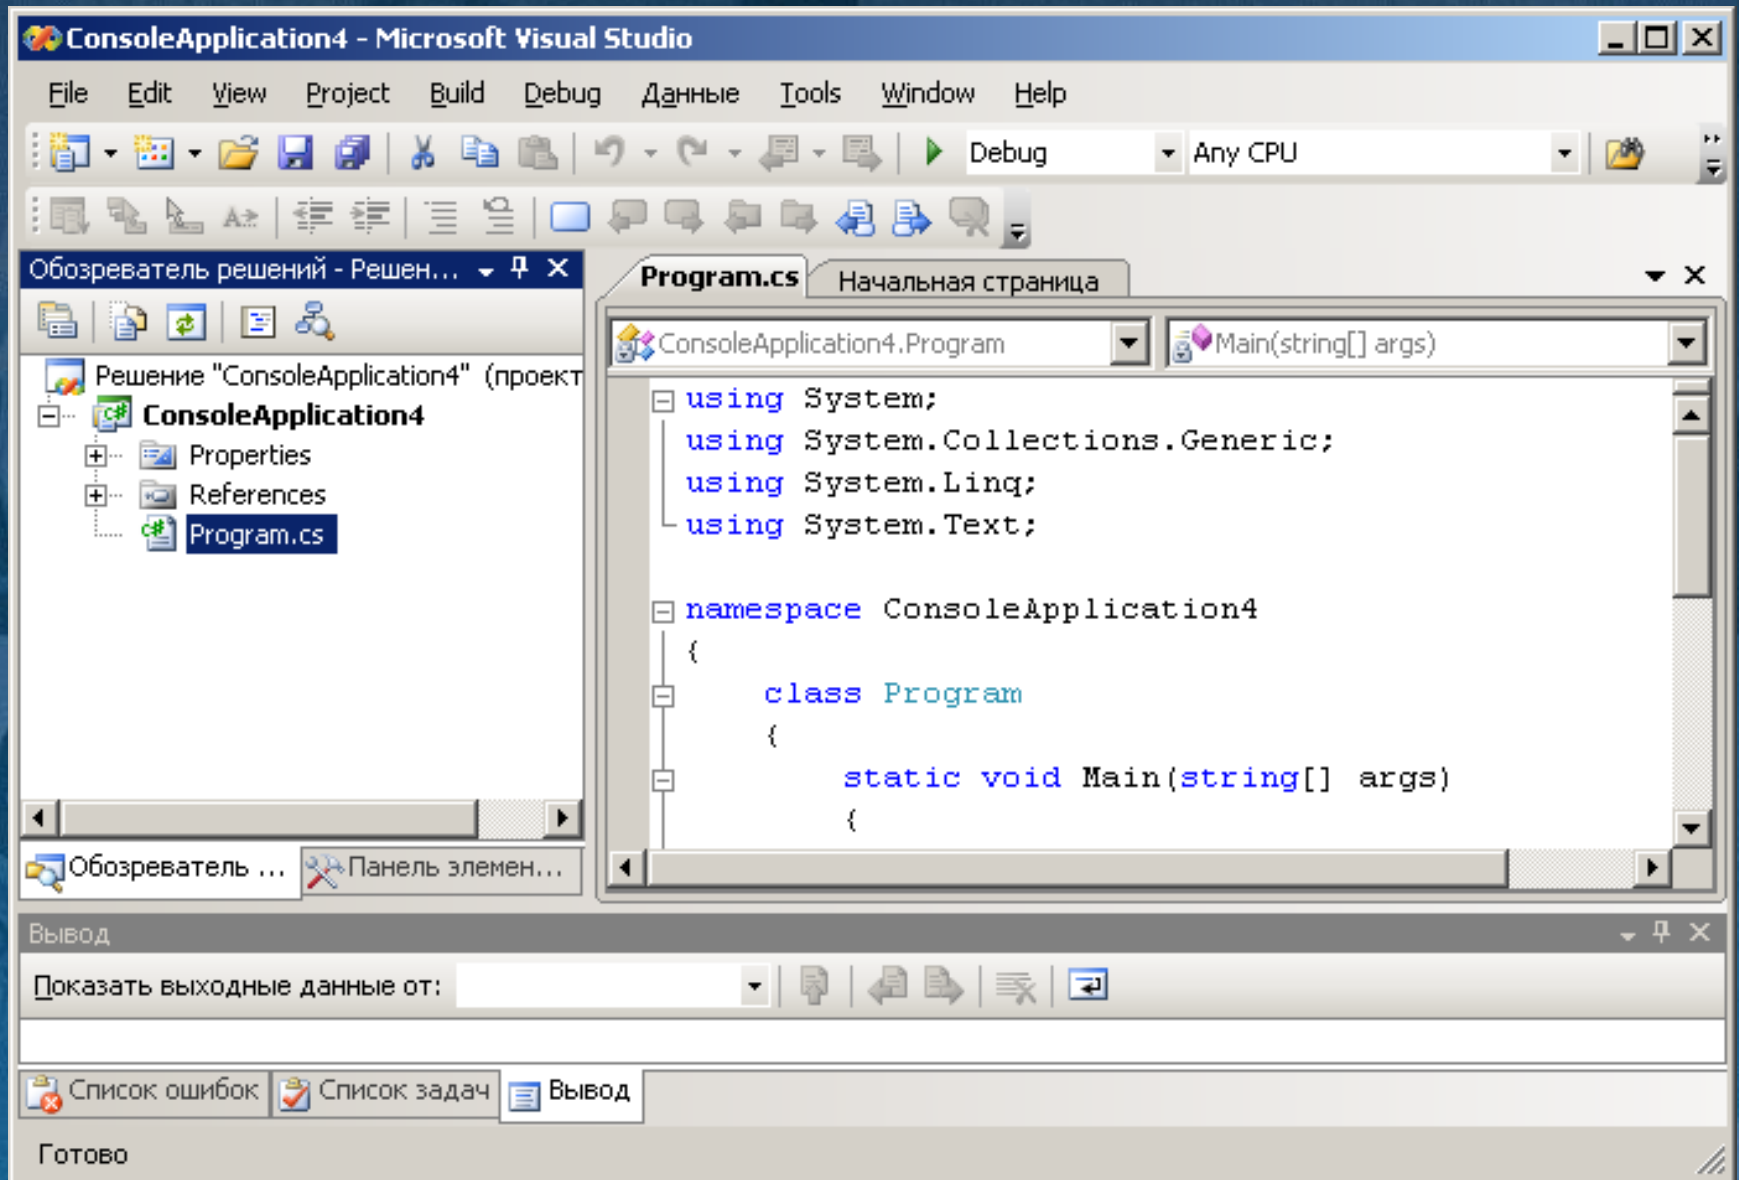 ConsoleApplication4 - Microsoft Visual Studio
File Edit View Project Build Debug Данные Tools Window Help
Debug Any CPU
Обозреватель решений - Решен...
Program.cs Начальная страница
ConsoleApplication4.Program Main(string[] args)
Решение "ConsoleApplication4" (проект
ConsoleApplication4
Properties
References
Program.cs
using System;
using System.Collections.Generic;
using System.Linq;
using System.Text;
namespace ConsoleApplication4
{
class Program
{
static void Main(string[] args)
{
Обозреватель ... Панель элемен...
Вывод
Показать выходные данные от:
Список ошибок Список задач Вывод
Готово